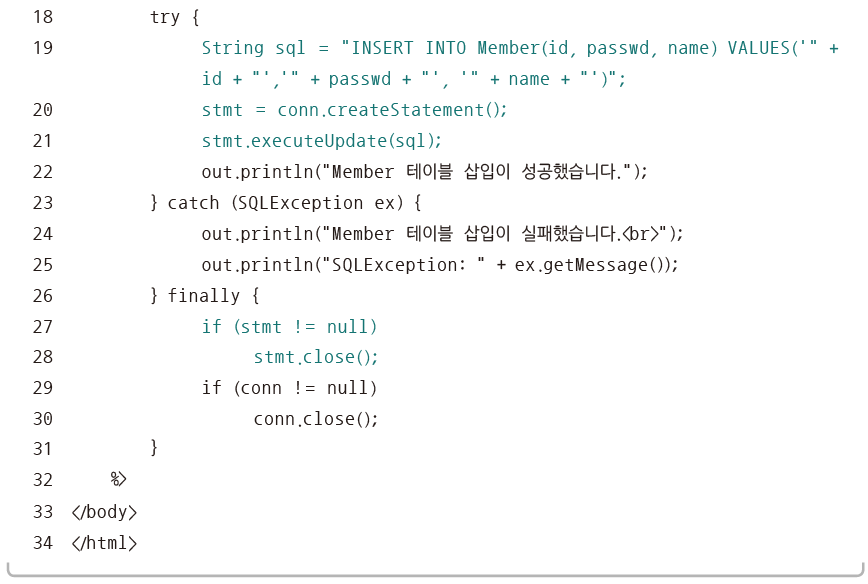 18 try {
19 String sql = "INSERT INTO Member(id, passwd, name) VALUES('" +
id + "','" + passwd + "', '" + name + "')";
20 stmt = conn.createStatement();
21 stmt.executeUpdate(sql);
22 out.println("Member 테이블 삽입이 성공했습니다.");
23 } catch (SQLException ex) {
24 out.println("Member 테이블 삽입이 실패했습니다.<br>");
25 out.println("SQLException: " + ex.getMessage());
26 } finally {
27 if (stmt != null)
28 stmt.close();
29 if (conn != null)
30 conn.close();
31 }
32 %>
33 </body>
34 </html>